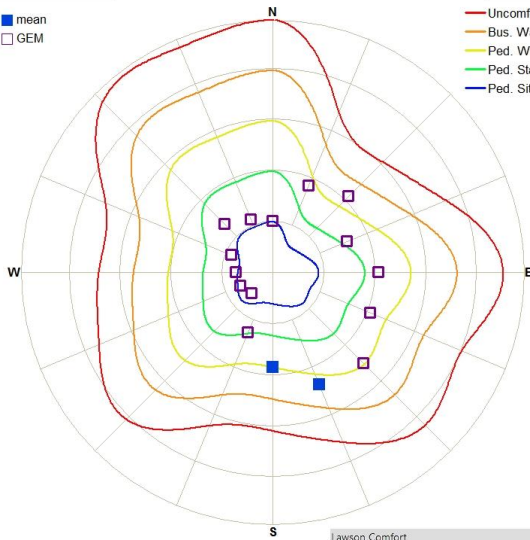 N
mean
GEM
Uncomf
Bus. W
Ped. W
Ped. Sta
Ped. Sit
W
E
S
Lawson Comfort